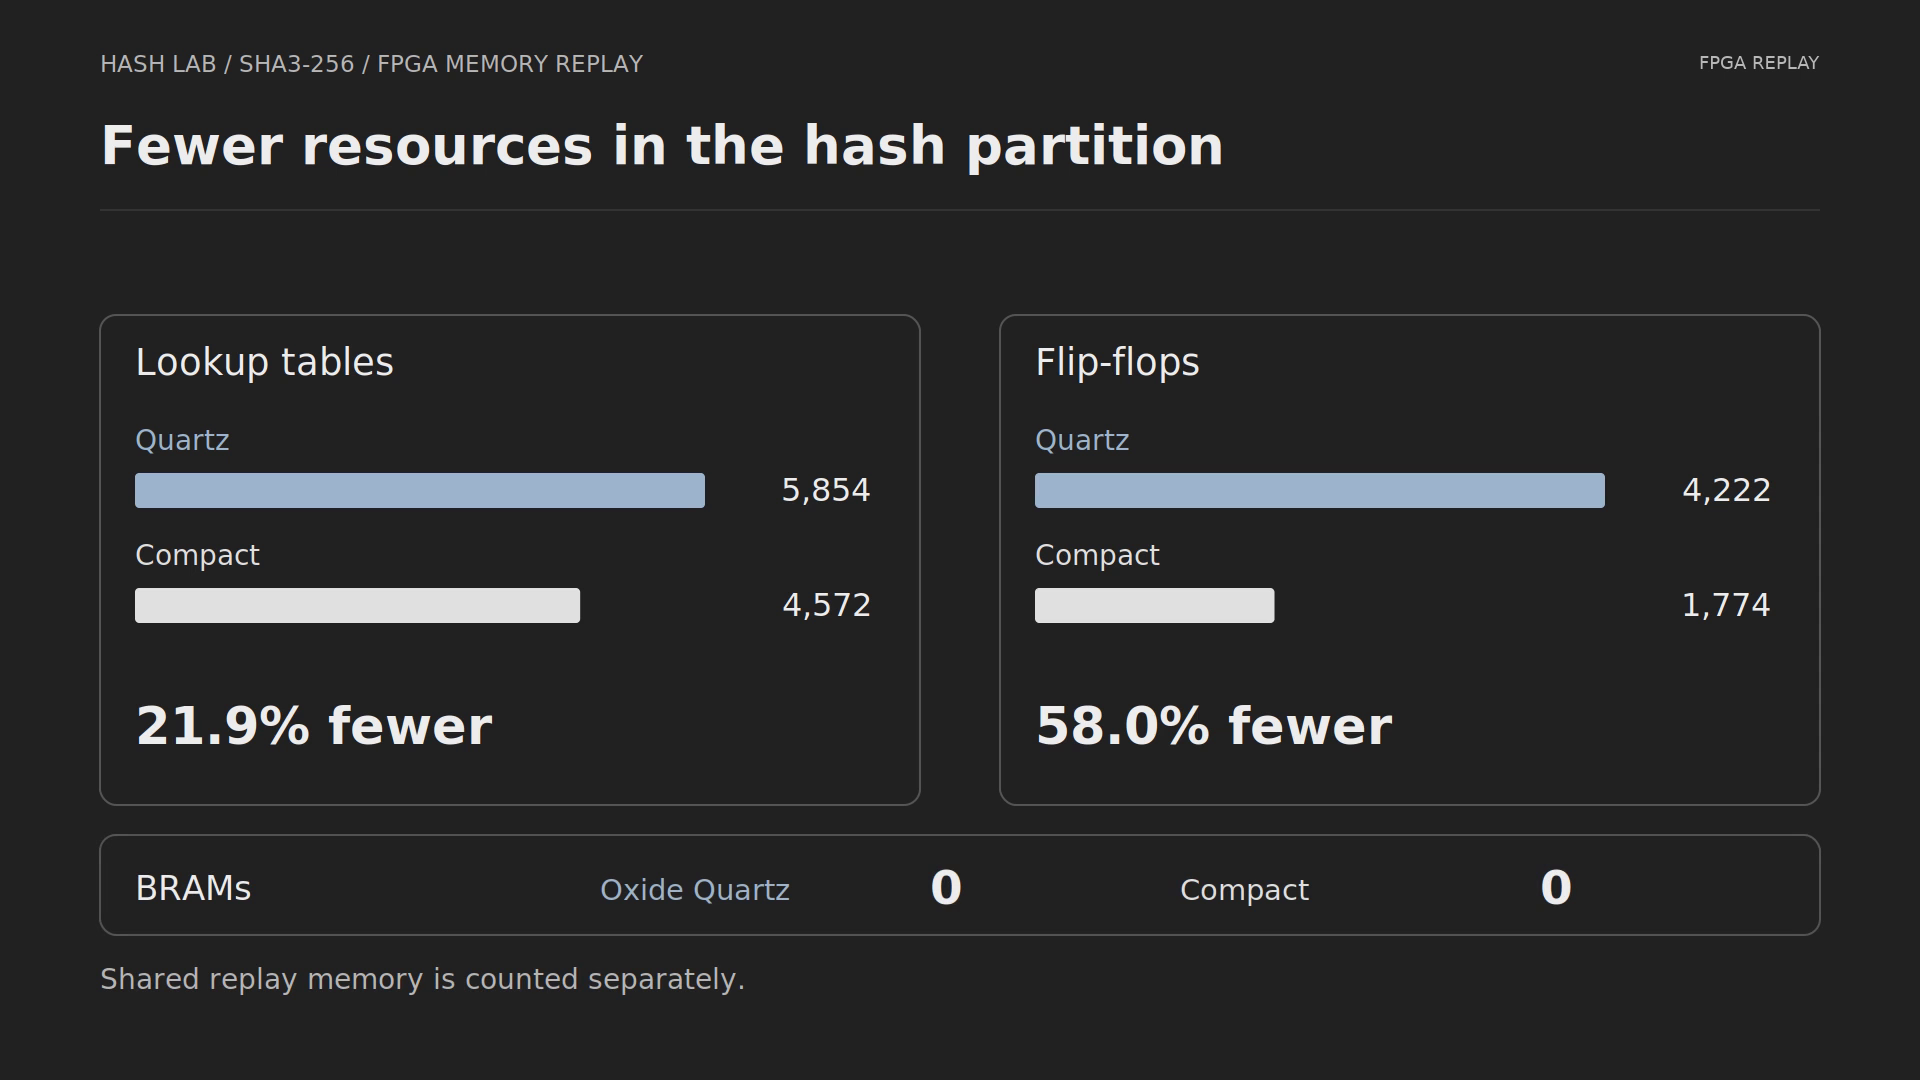 HASH LAB / SHA3-256 / FPGA MEMORY REPLAY
FPGA REPLAY
Fewer resources in the hash partition
Lookup tables
Quartz
5,854
Compact
4,572
21.9% fewer
Flip-flops
Quartz
4,222
Compact
1,774
58.0% fewer
BRAMs
Oxide Quartz
0
Compact
0
Shared replay memory is counted separately.